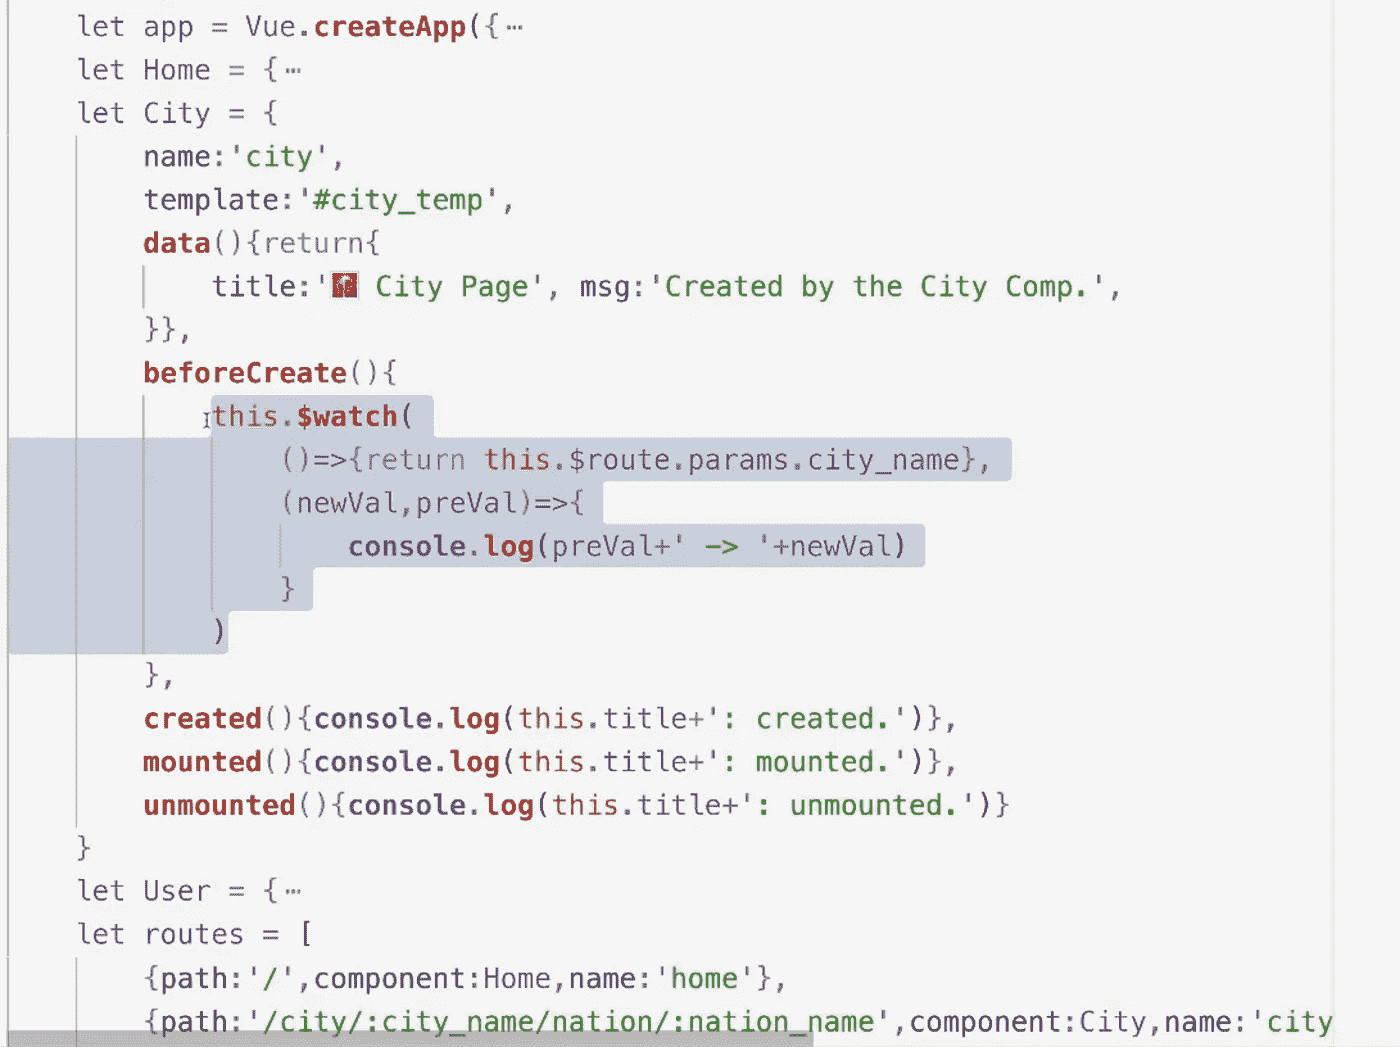 let app = Vue.createApp({⋯
let Home = {⋯
let City = {
name:'city',
template:'#city_temp',
data(){return{
title:' City Page', msg:'Created by the City Comp.',
}},
beforeCreate(){
this.$watch(
()=>{return this.$route.params.city_name},
(newVal,preVal)=>{
console.log(preVal+' -> '+newVal)
}
)
},
created(){console.log(this.title+': created.')},
mounted(){console.log(this.title+': mounted.')},
unmounted(){console.log(this.title+': unmounted.')}
}
let User = {⋯
let routes = [
{path:'/',component:Home,name:'home'},
{path:'/city/:city_name/nation/:nation_name',component:City,name:'city